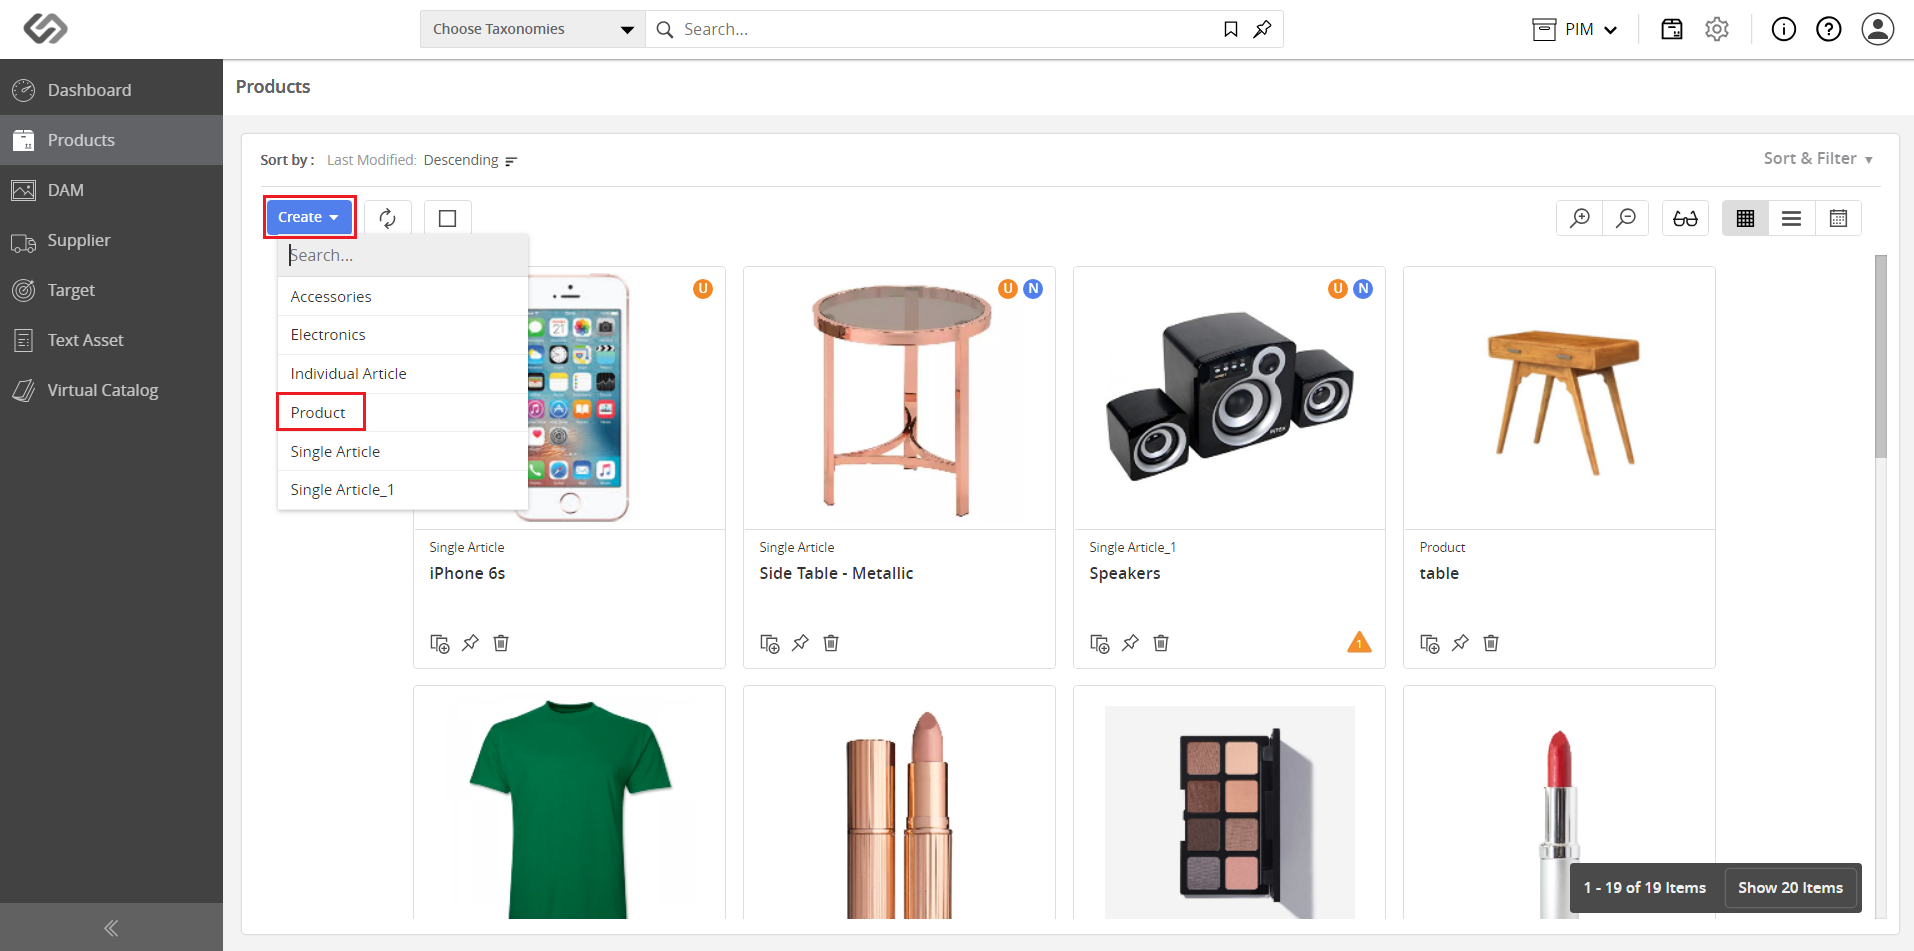 Choose Taxonomies
Search...
PIM
Dashboard
Products
DAM
Supplier
Target
Text Asset
Virtual Catalog
Products
Sort by : Last Modified: Descending
Sort & Filter
Create
Search...
Accessories
Electronics
Individual Article
Product
Single Article
Single Article_1
U
U N
U N
Single Article
iPhone 6s
Single Article
Side Table - Metallic
Single Article_1
Speakers
1
Product
table
1 - 19 of 19 Items
Show 20 Items